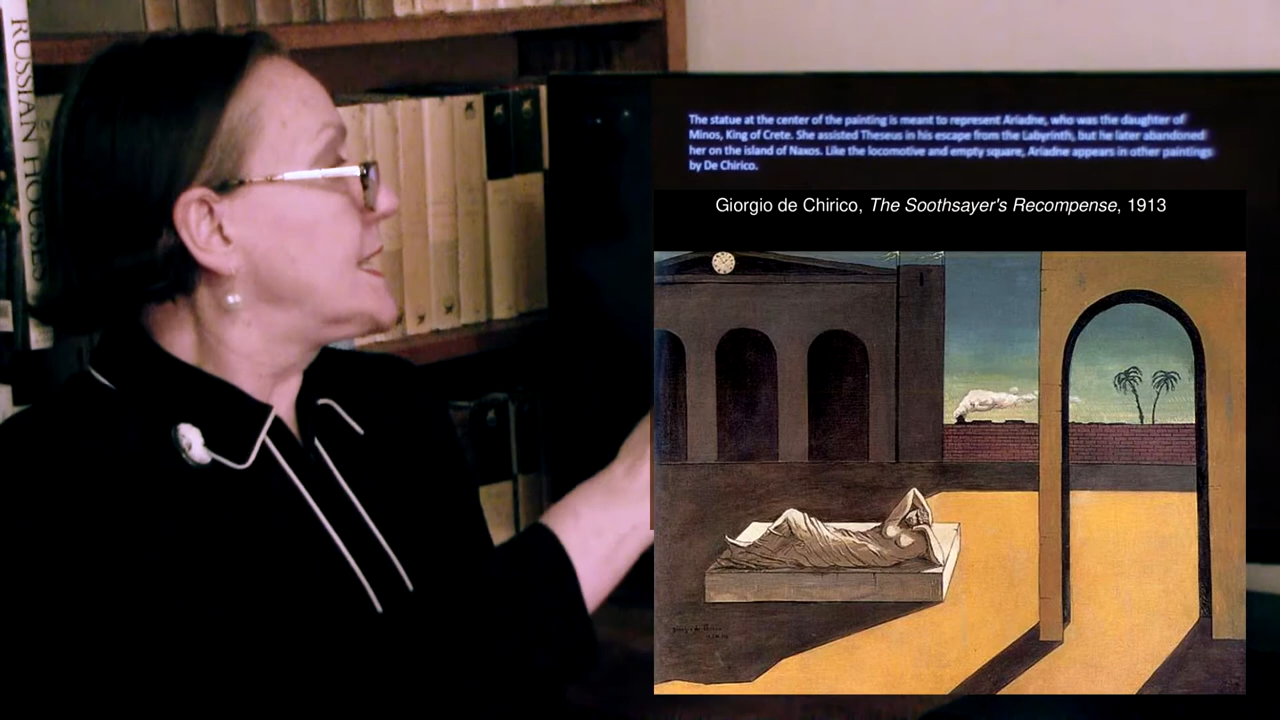 RUSSIAN HOUSES
The statue at the center of the painting is meant to represent Ariadne, who was the daughter of
Minos, King of Crete. She assisted Theseus in his escape from the Labyrinth, but he later abandoned
her on the island of Naxos. Like the locomotive and empty square, Ariadne appears in other paintings
by De Chirico.
Giorgio de Chirico, The Soothsayer's Recompense, 1913